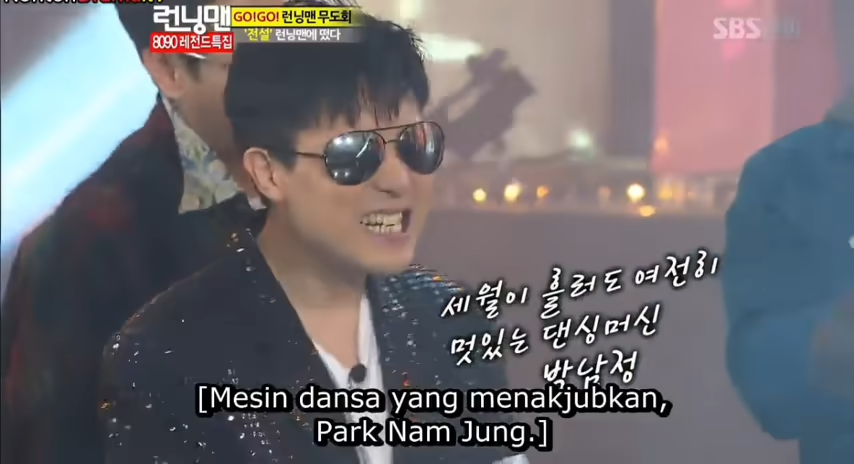 런닝맨
8090 레전드특집
GO!GO! 런닝맨 무도회
'전설' 런닝맨에 떴다
SBS
세월이 흘러도 여전히
멋있는 댄싱머신
박남정
[Mesin dansa yang menakjubkan,
Park Nam Jung.]